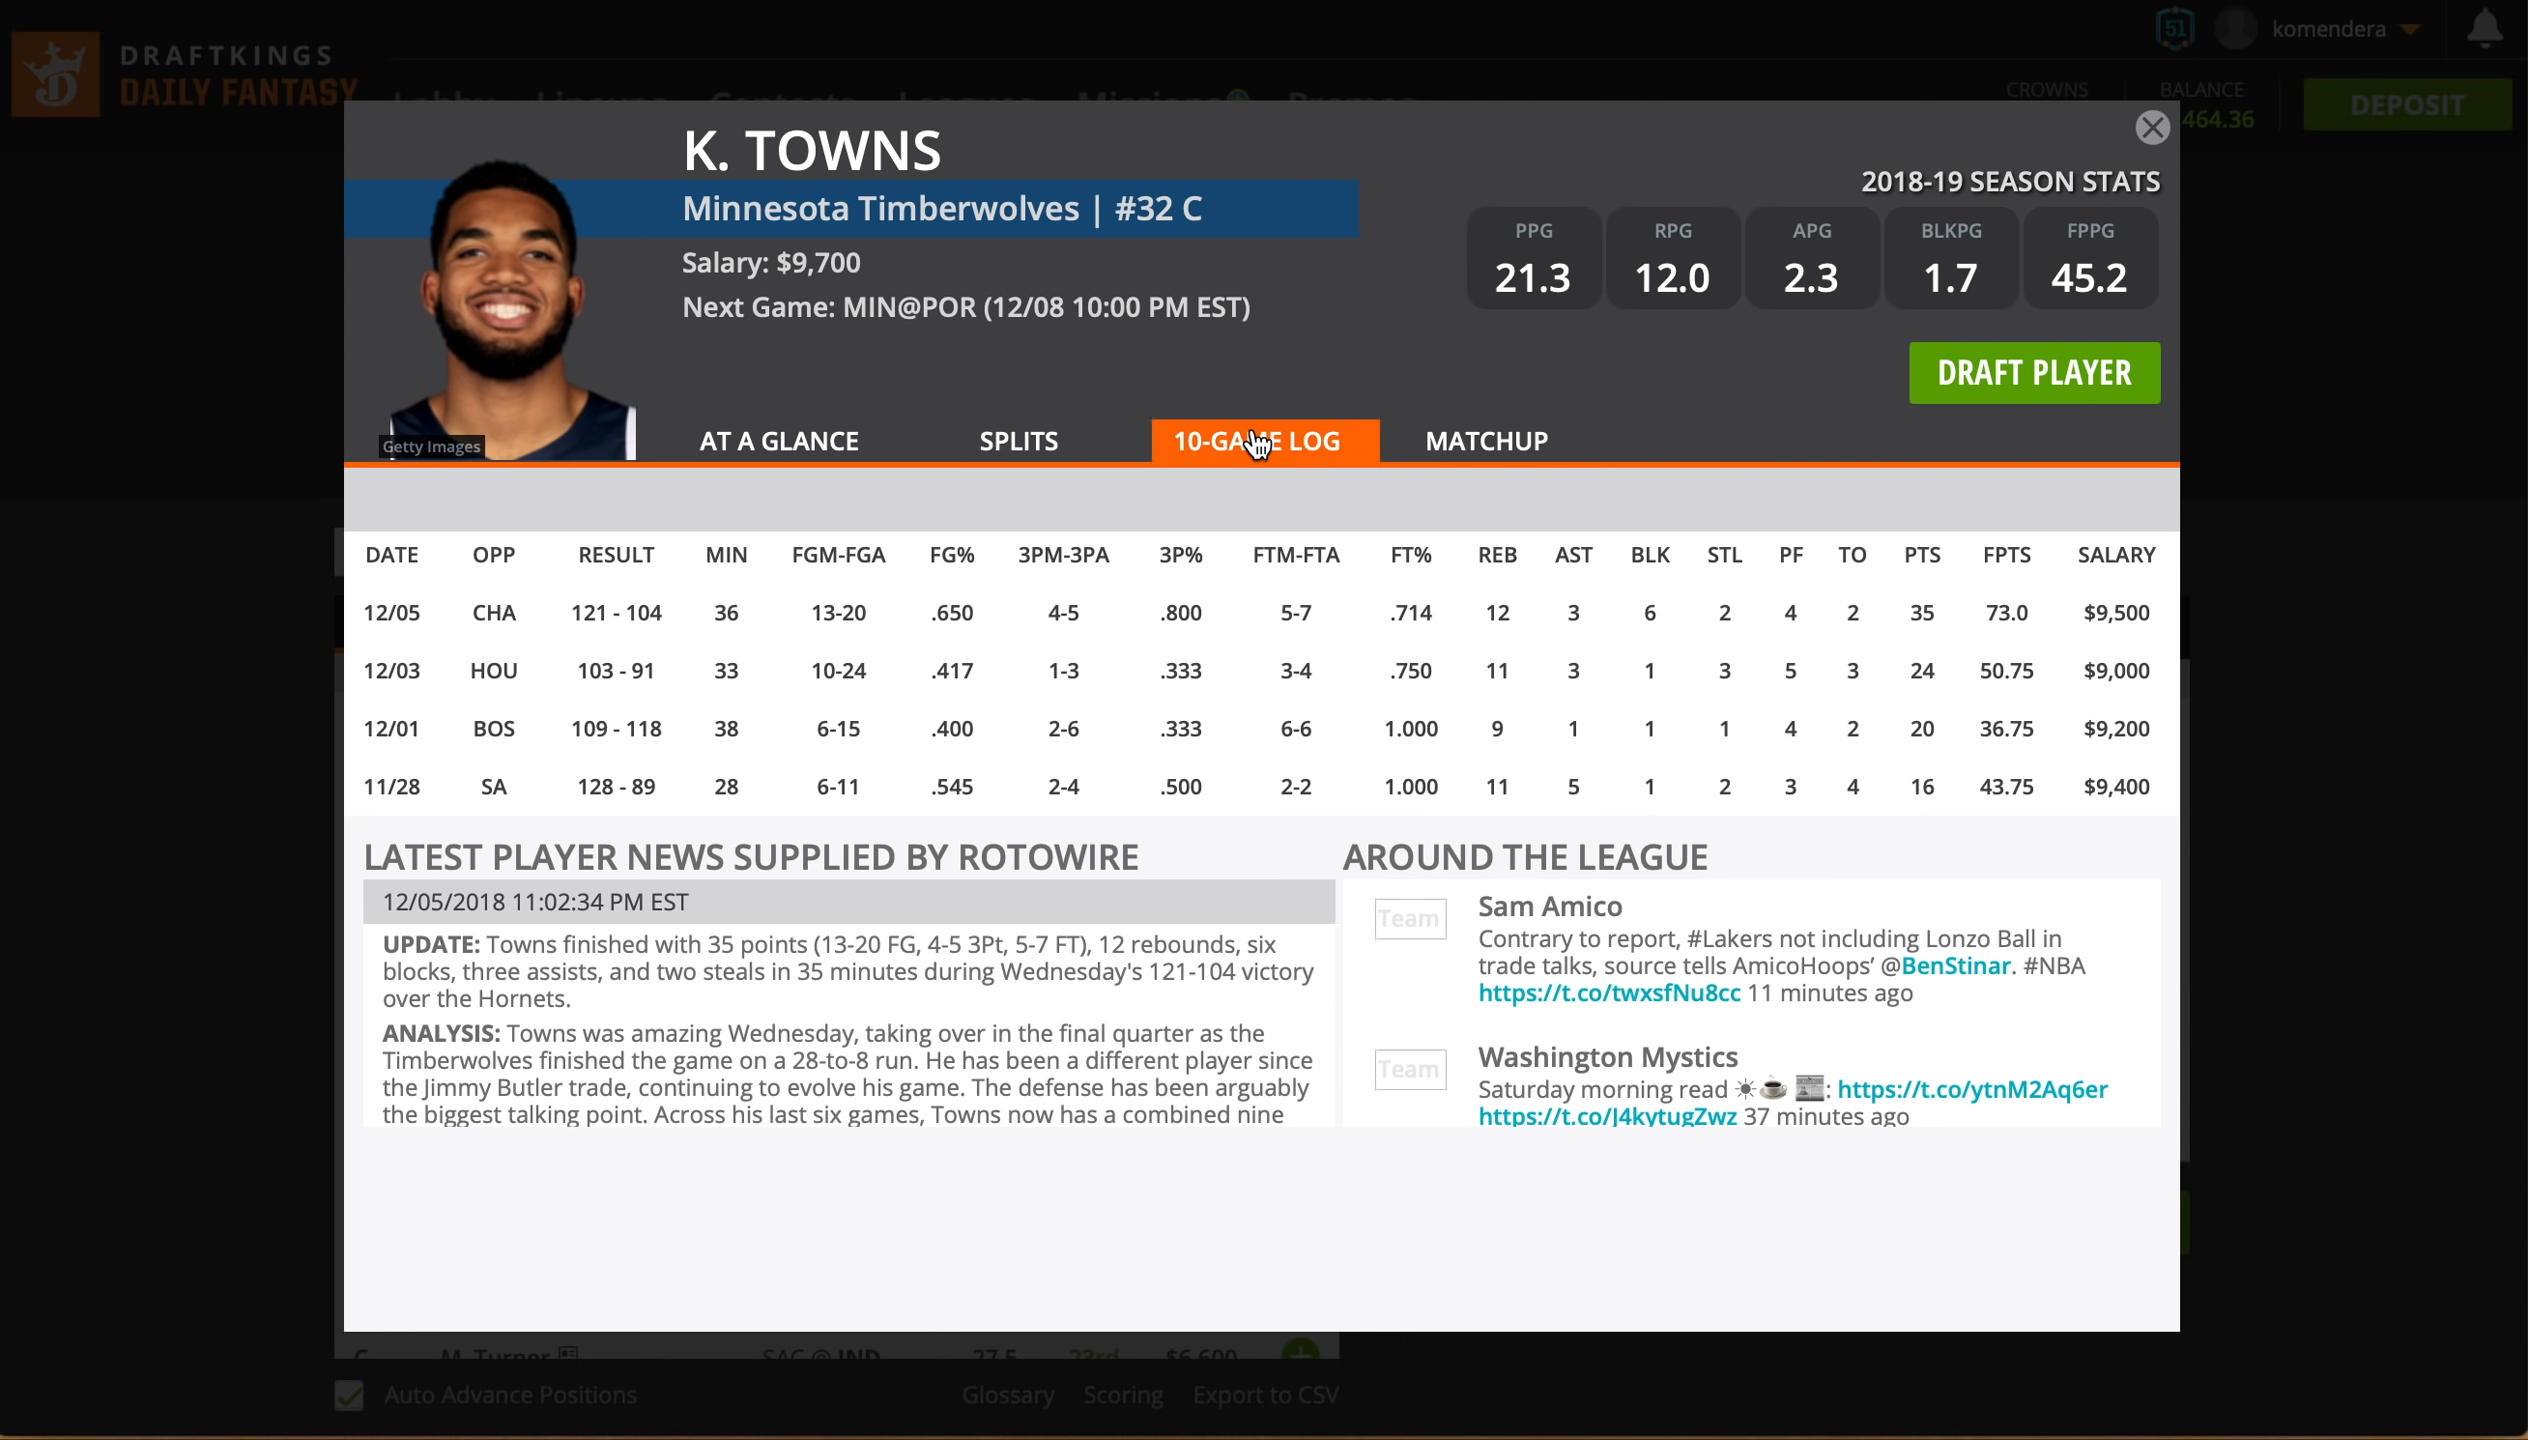 DRAFTKINGS
DAILY FANTASY
51
komendera
CROWNS
BALANCE
464.36
DEPOSIT
K. TOWNS
Minnesota Timberwolves | #32 C
Salary: $9,700
Next Game: MIN@POR (12/08 10:00 PM EST)
Getty Images
2018-19 SEASON STATS
PPG RPG APG BLKPG FPPG
21.3 12.0 2.3 1.7 45.2
DRAFT PLAYER
AT A GLANCE SPLITS 10-GAME LOG MATCHUP
DATE OPP RESULT MIN FGM-FGA FG% 3PM-3PA 3P% FTM-FTA FT% REB AST BLK STL PF TO PTS FPTS SALARY
12/05 CHA 121 - 104 36 13-20 .650 4-5 .800 5-7 .714 12 3 6 2 4 2 35 73.0 $9,500
12/03 HOU 103 - 91 33 10-24 .417 1-3 .333 3-4 .750 11 3 1 3 5 3 24 50.75 $9,000
12/01 BOS 109 - 118 38 6-15 .400 2-6 .333 6-6 1.000 9 1 1 1 4 2 20 36.75 $9,200
11/28 SA 128 - 89 28 6-11 .545 2-4 .500 2-2 1.000 11 5 1 2 3 4 16 43.75 $9,400
LATEST PLAYER NEWS SUPPLIED BY ROTOWIRE
12/05/2018 11:02:34 PM EST
UPDATE: Towns finished with 35 points (13-20 FG, 4-5 3Pt, 5-7 FT), 12 rebounds, six
blocks, three assists, and two steals in 35 minutes during Wednesday's 121-104 victory
over the Hornets.
ANALYSIS: Towns was amazing Wednesday, taking over in the final quarter as the
Timberwolves finished the game on a 28-to-8 run. He has been a different player since
the Jimmy Butler trade, continuing to evolve his game. The defense has been arguably
the biggest talking point. Across his last six games, Towns now has a combined nine
AROUND THE LEAGUE
Team
Sam Amico
Contrary to report, #Lakers not including Lonzo Ball in
trade talks, source tells AmicoHoops’ @BenStinar. #NBA
https://t.co/twxsfNu8cc 11 minutes ago
Team
Washington Mystics
Saturday morning read ☀☕📰: https://t.co/ytnM2Aq6er
https://t.co/J4kytugZwz 37 minutes ago
C M. Turner SAC @ IND 27.5 23rd $6,600
Auto Advance Positions
Glossary Scoring Export to CSV